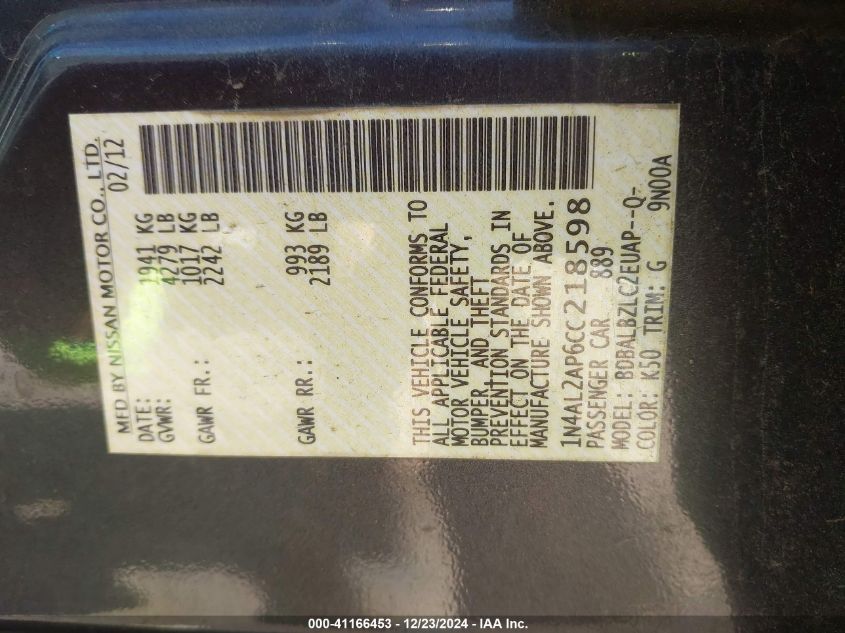 MFD BY NISSAN MOTOR CO., LTD.
DATE: 02/12
GVWR: 1941 KG
4279 LB
GAWR FR.: 1017 KG
2242 LB
GAWR RR.: 993 KG
2189 LB
THIS VEHICLE CONFORMS TO
ALL APPLICABLE FEDERAL
MOTOR VEHICLE SAFETY,
BUMPER, AND THEFT
PREVENTION STANDARDS IN
EFFECT ON THE DATE OF
MANUFACTURE SHOWN ABOVE.
1N4AL2AP6CC218598
PASSENGER CAR 889
MODEL: BDBALBZLC2EUAP--Q-
COLOR: K50 TRIM: G 9N00A
000-41166453 - 12/23/2024 - IAA Inc.